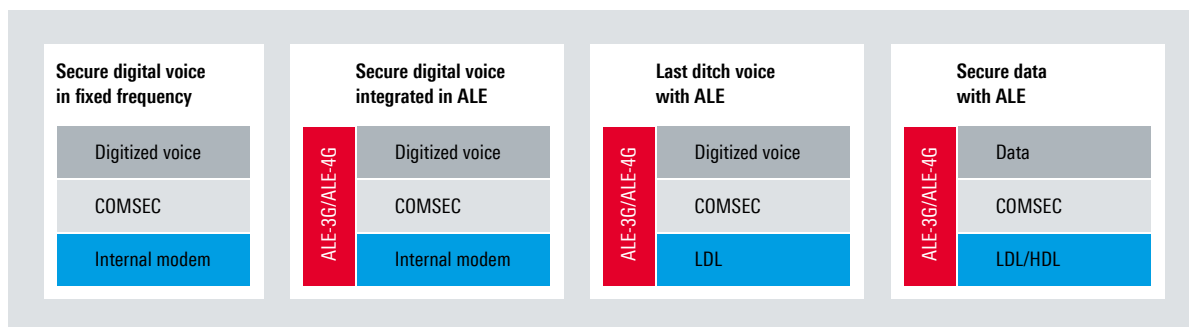 Secure digital voice
in fixed frequency
Digitized voice
COMSEC
Internal modem
Secure digital voice
integrated in ALE
ALE-3G/ALE-4G
Digitized voice
COMSEC
Internal modem
Last ditch voice
with ALE
ALE-3G/ALE-4G
Digitized voice
COMSEC
LDL
Secure data
with ALE
ALE-3G/ALE-4G
Data
COMSEC
LDL/HDL